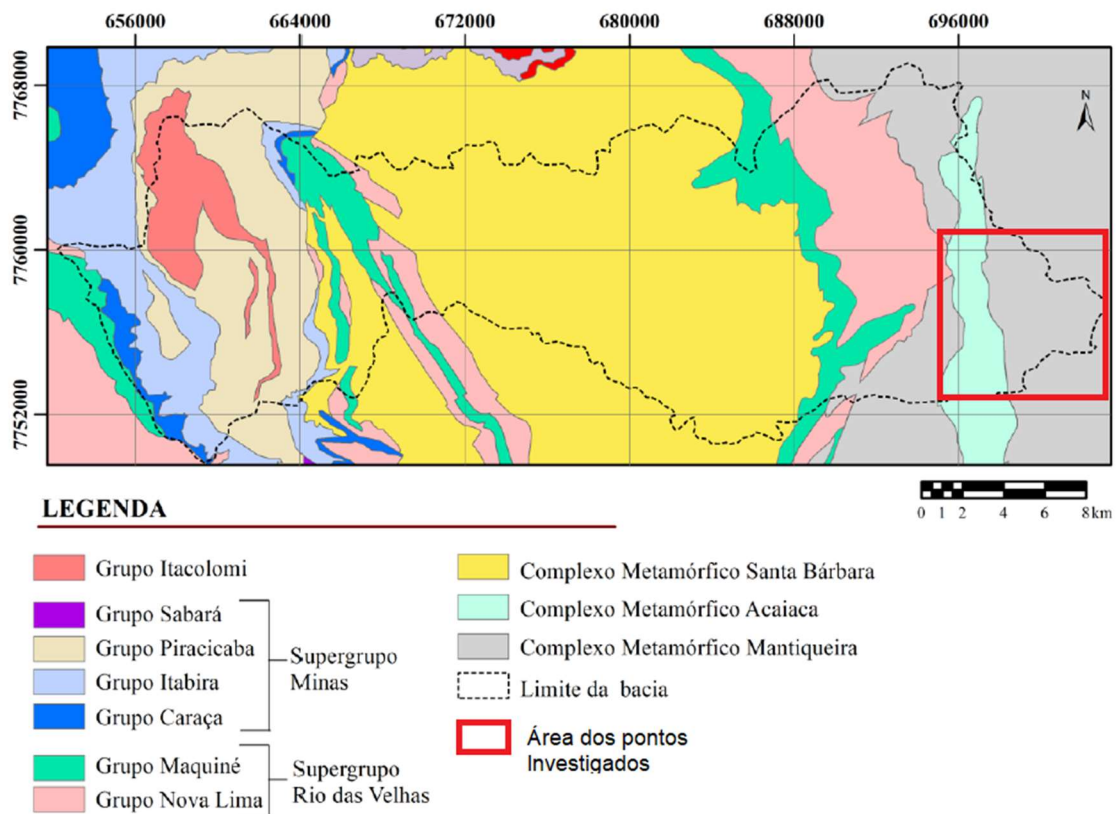 656000 664000 672000 680000 688000 696000
7768000
7760000
7752000
N
0 1 2 4 6 8km
LEGENDA
Grupo Itacolomi
Grupo Sabará
Grupo Piracicaba
Grupo Itabira
Grupo Caraça
Supergrupo
Minas
Grupo Maquiné
Grupo Nova Lima
Supergrupo
Rio das Velhas
Complexo Metamórfico Santa Bárbara
Complexo Metamórfico Acaiaca
Complexo Metamórfico Mantiqueira
Limite da bacia
Área dos pontos
Investigados